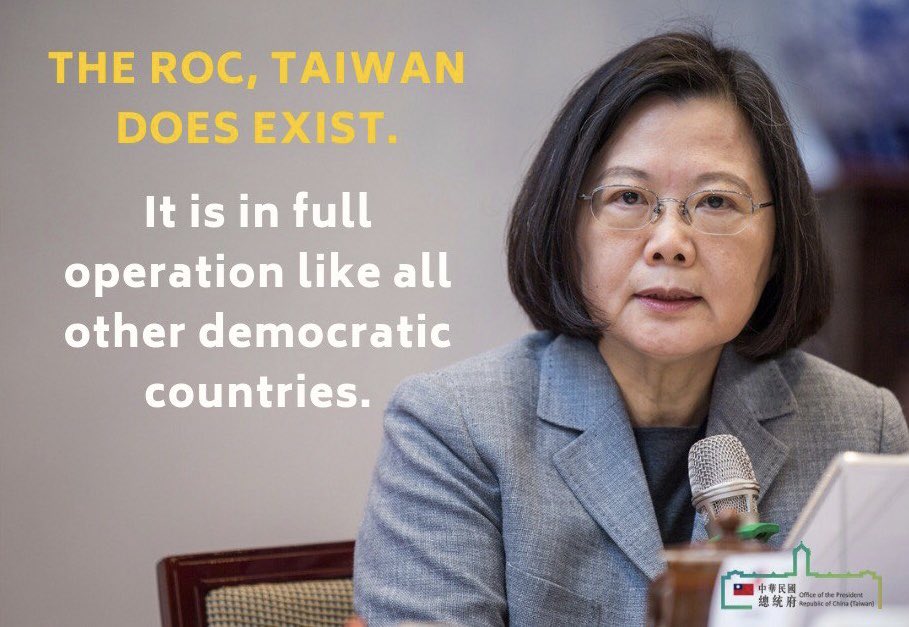 THE ROC, TAIWAN
DOES EXIST.
It is in full
operation like all
other democratic
countries.
中華民國
總統府
Office of the President
Republic of China (Taiwan)